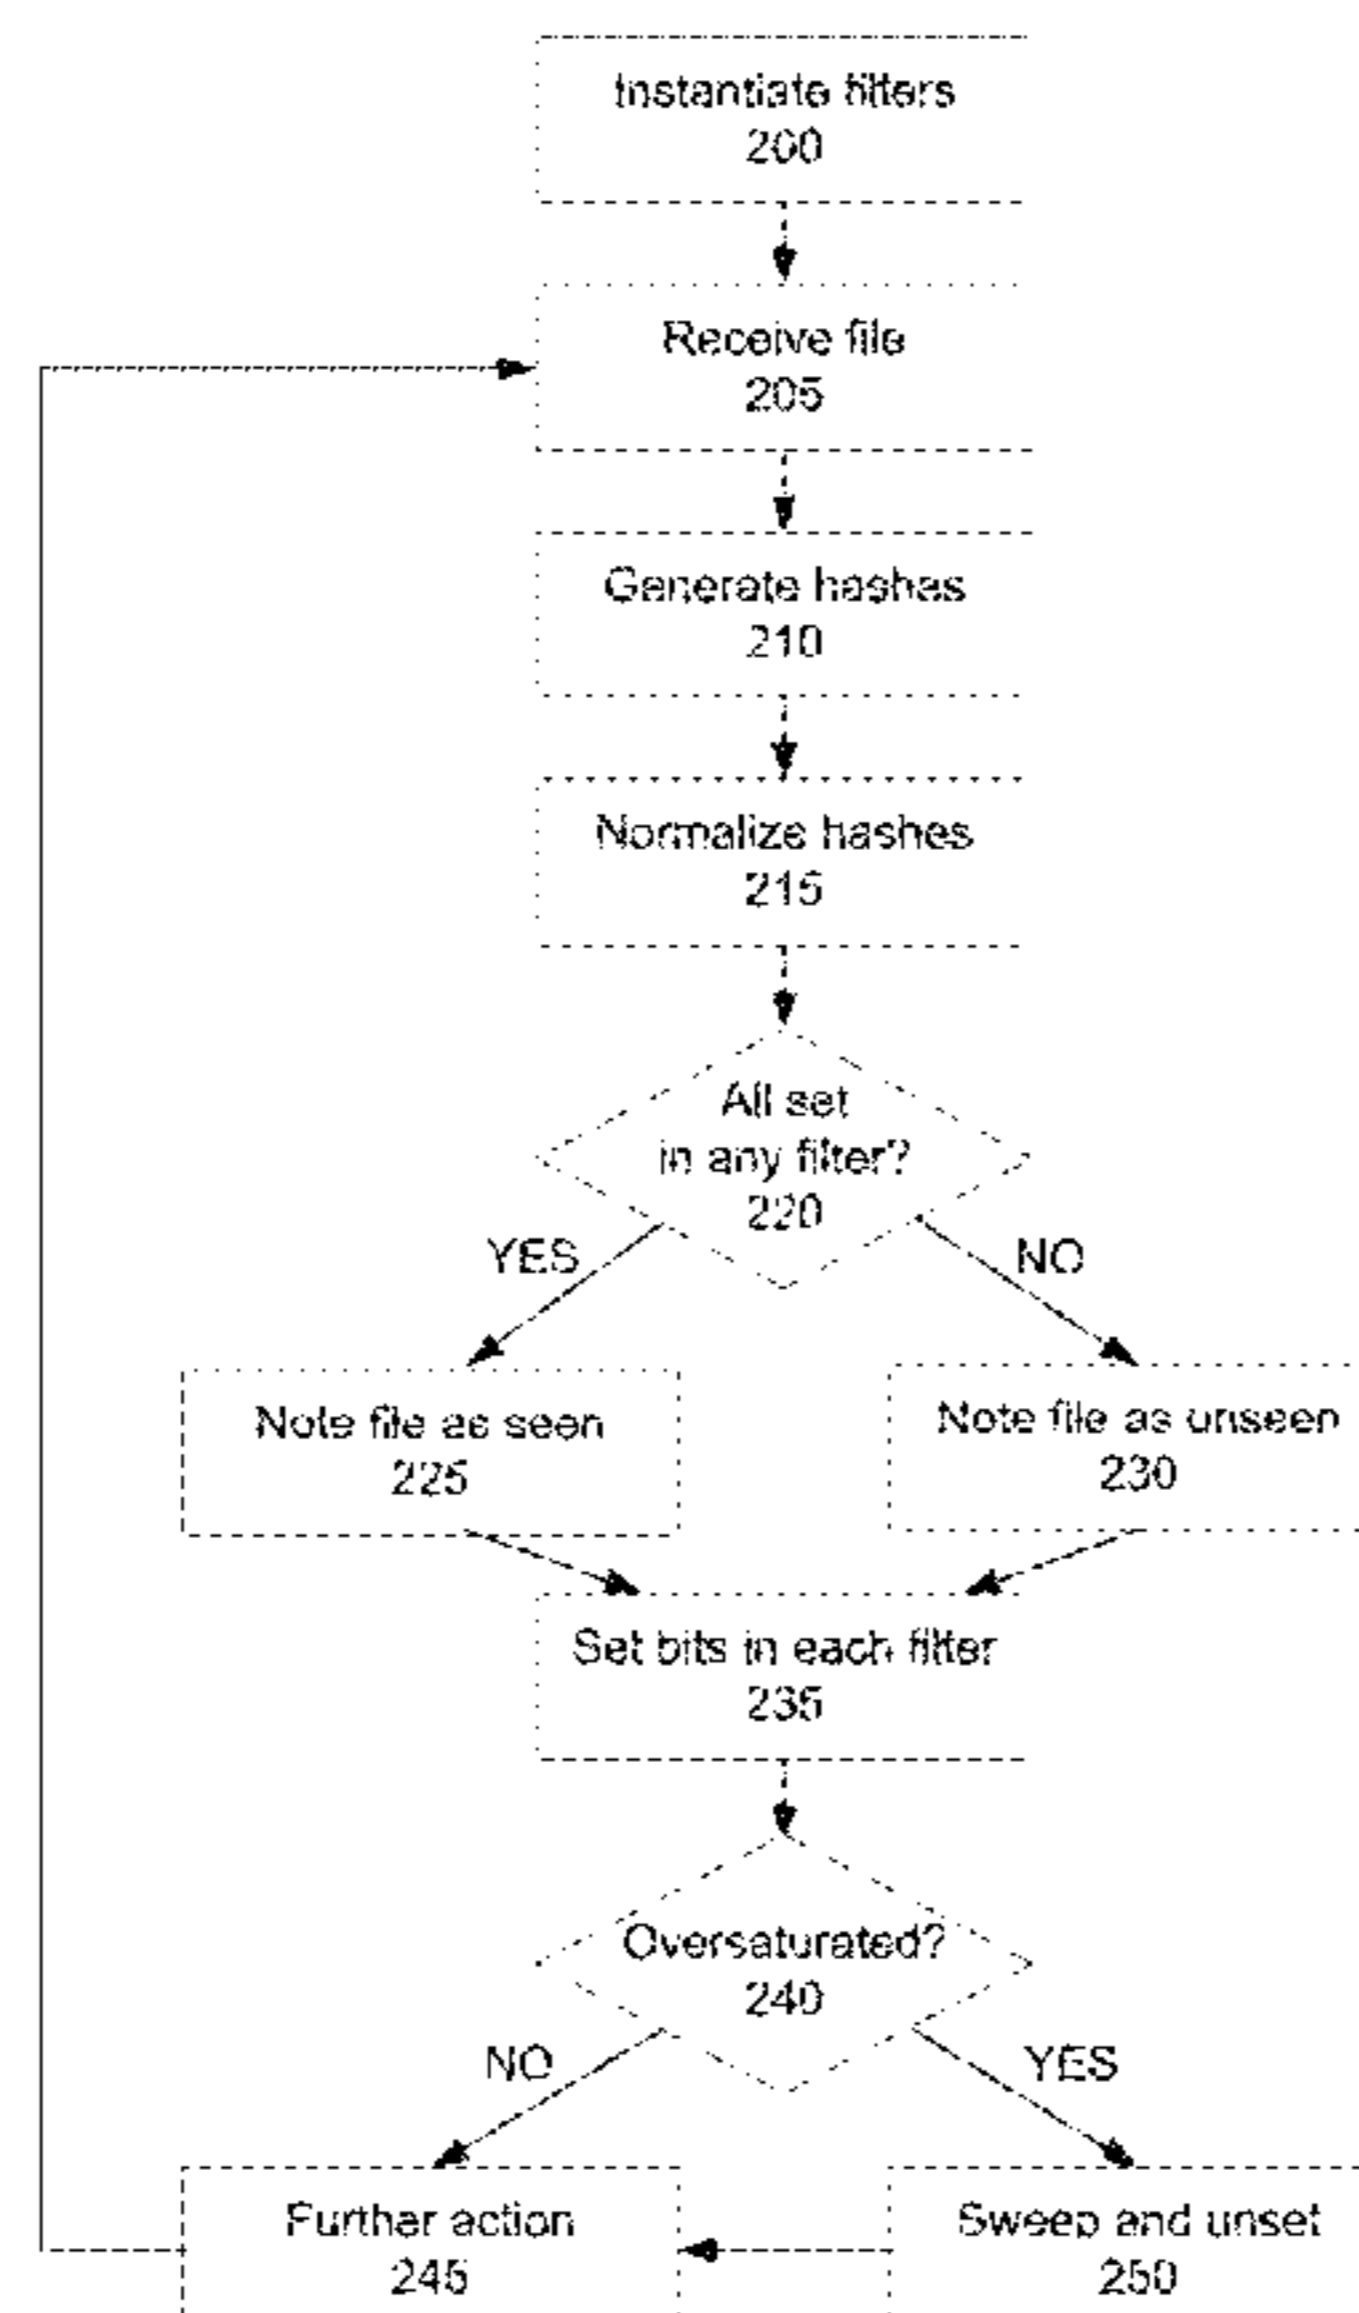 Instantiate filters
200
Receive file
205
Generate hashes
210
Normalize hashes
215
All set
in any filter?
220
YES
NO
Note file as seen
225
Note file as unseen
230
Set bits in each filter
235
Oversaturated?
240
NO
YES
Further action
245
Sweep and unset
250